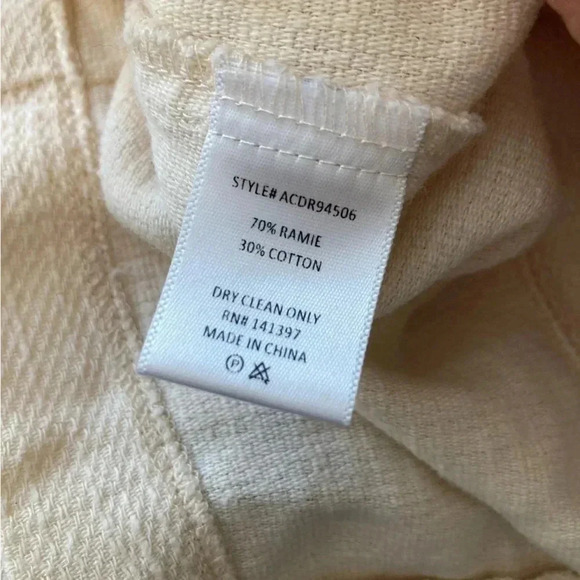 STYLE# ACDR94506
70% RAMIE
30% COTTON
DRY CLEAN ONLY
RN# 141397
MADE IN CHINA
P